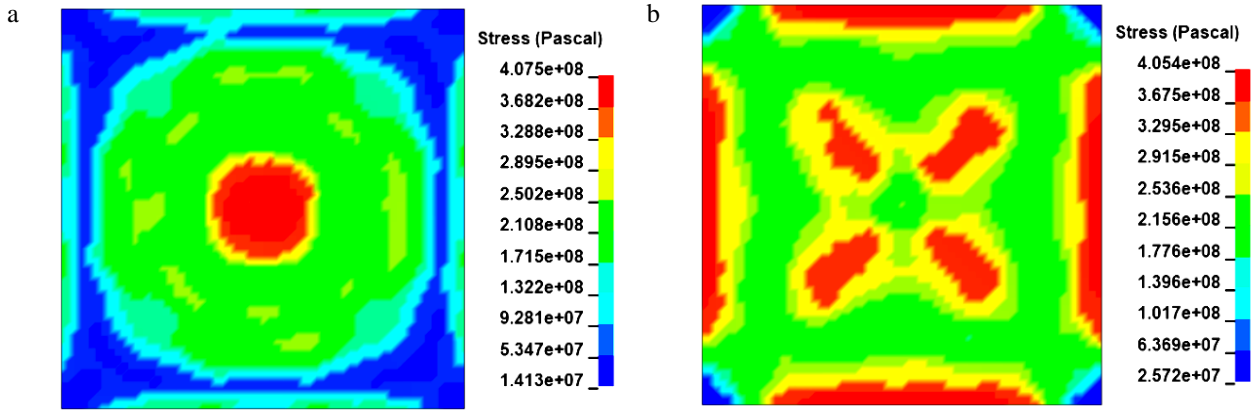 a
Stress (Pascal)
4.075e+08
3.682e+08
3.288e+08
2.895e+08
2.502e+08
2.108e+08
1.715e+08
1.322e+08
9.281e+07
5.347e+07
1.413e+07
b
Stress (Pascal)
4.054e+08
3.675e+08
3.295e+08
2.915e+08
2.536e+08
2.156e+08
1.776e+08
1.396e+08
1.017e+08
6.369e+07
2.572e+07